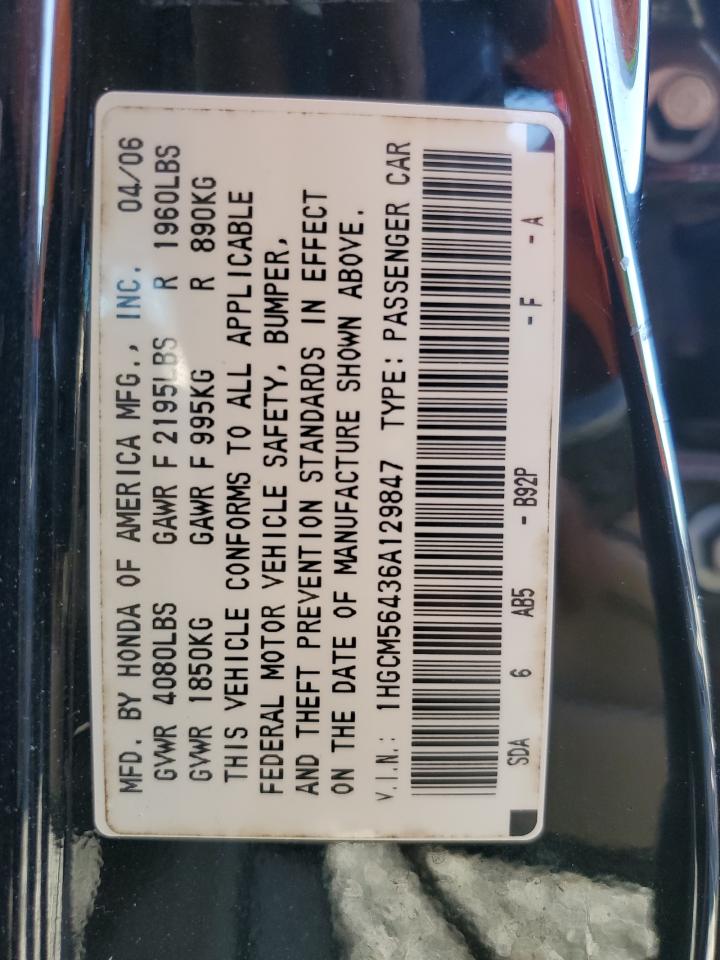 MFD. BY HONDA OF AMERICA MFG., INC. 04/06
GVWR 4080LBS GAWR F 2195LBS R 1960LBS
GVWR 1850KG GAWR F 995KG R 890KG
THIS VEHICLE CONFORMS TO ALL APPLICABLE
FEDERAL MOTOR VEHICLE SAFETY, BUMPER,
AND THEFT PREVENTION STANDARDS IN EFFECT
ON THE DATE OF MANUFACTURE SHOWN ABOVE.
V.I.N.: 1HGCM56436A129847 TYPE: PASSENGER CAR
SDA 6 AB5 - B92P - F - A